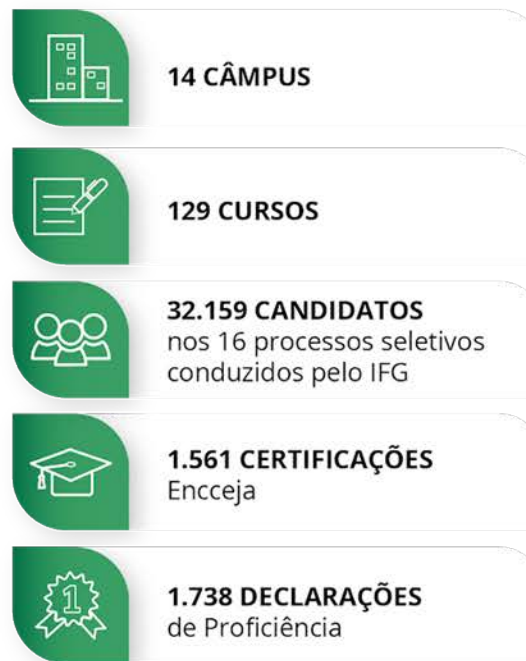 14 CÂMPUS
129 CURSOS
32.159 CANDIDATOS
nos 16 processos seletivos
conduzidos pelo IFG
1.561 CERTIFICAÇÕES
Encceja
1
1.738 DECLARAÇÕES
de Proficiência